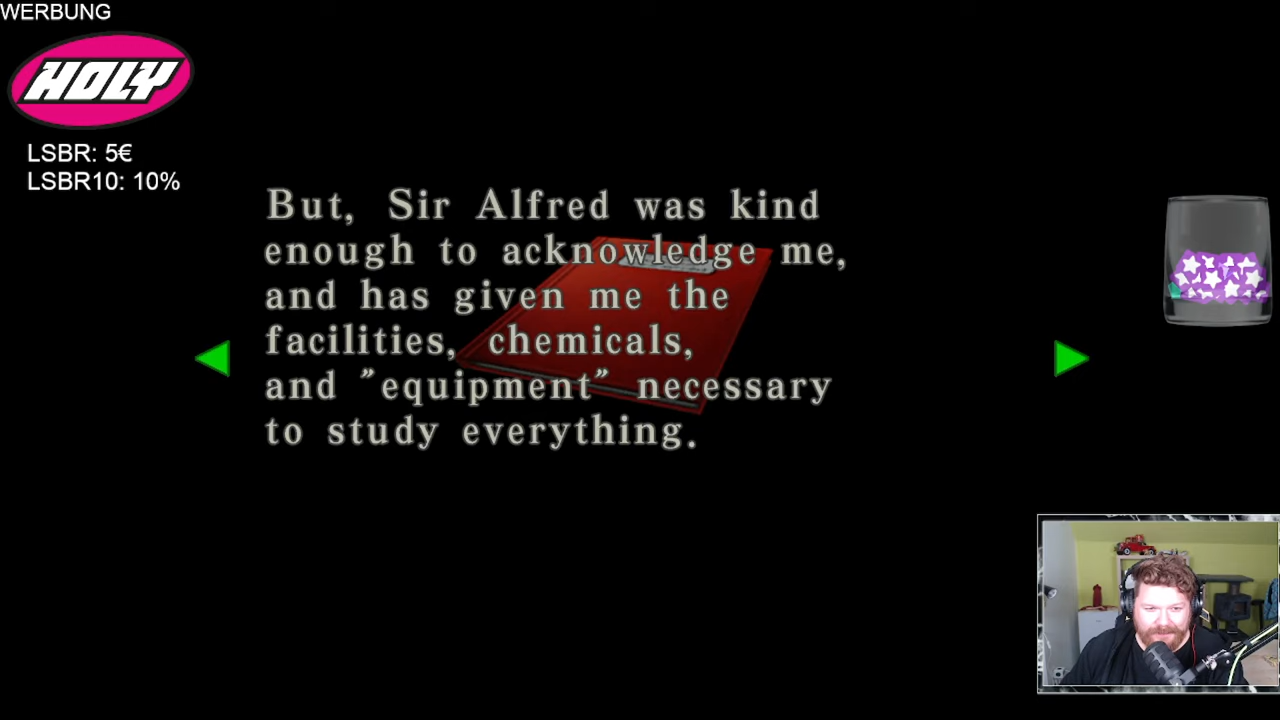 WERBUNG
HOLY
LSBR: 5€
LSBR10: 10%
But, Sir Alfred was kind
enough to acknowledge me,
and has given me the
facilities, chemicals,
and "equipment" necessary
to study everything.